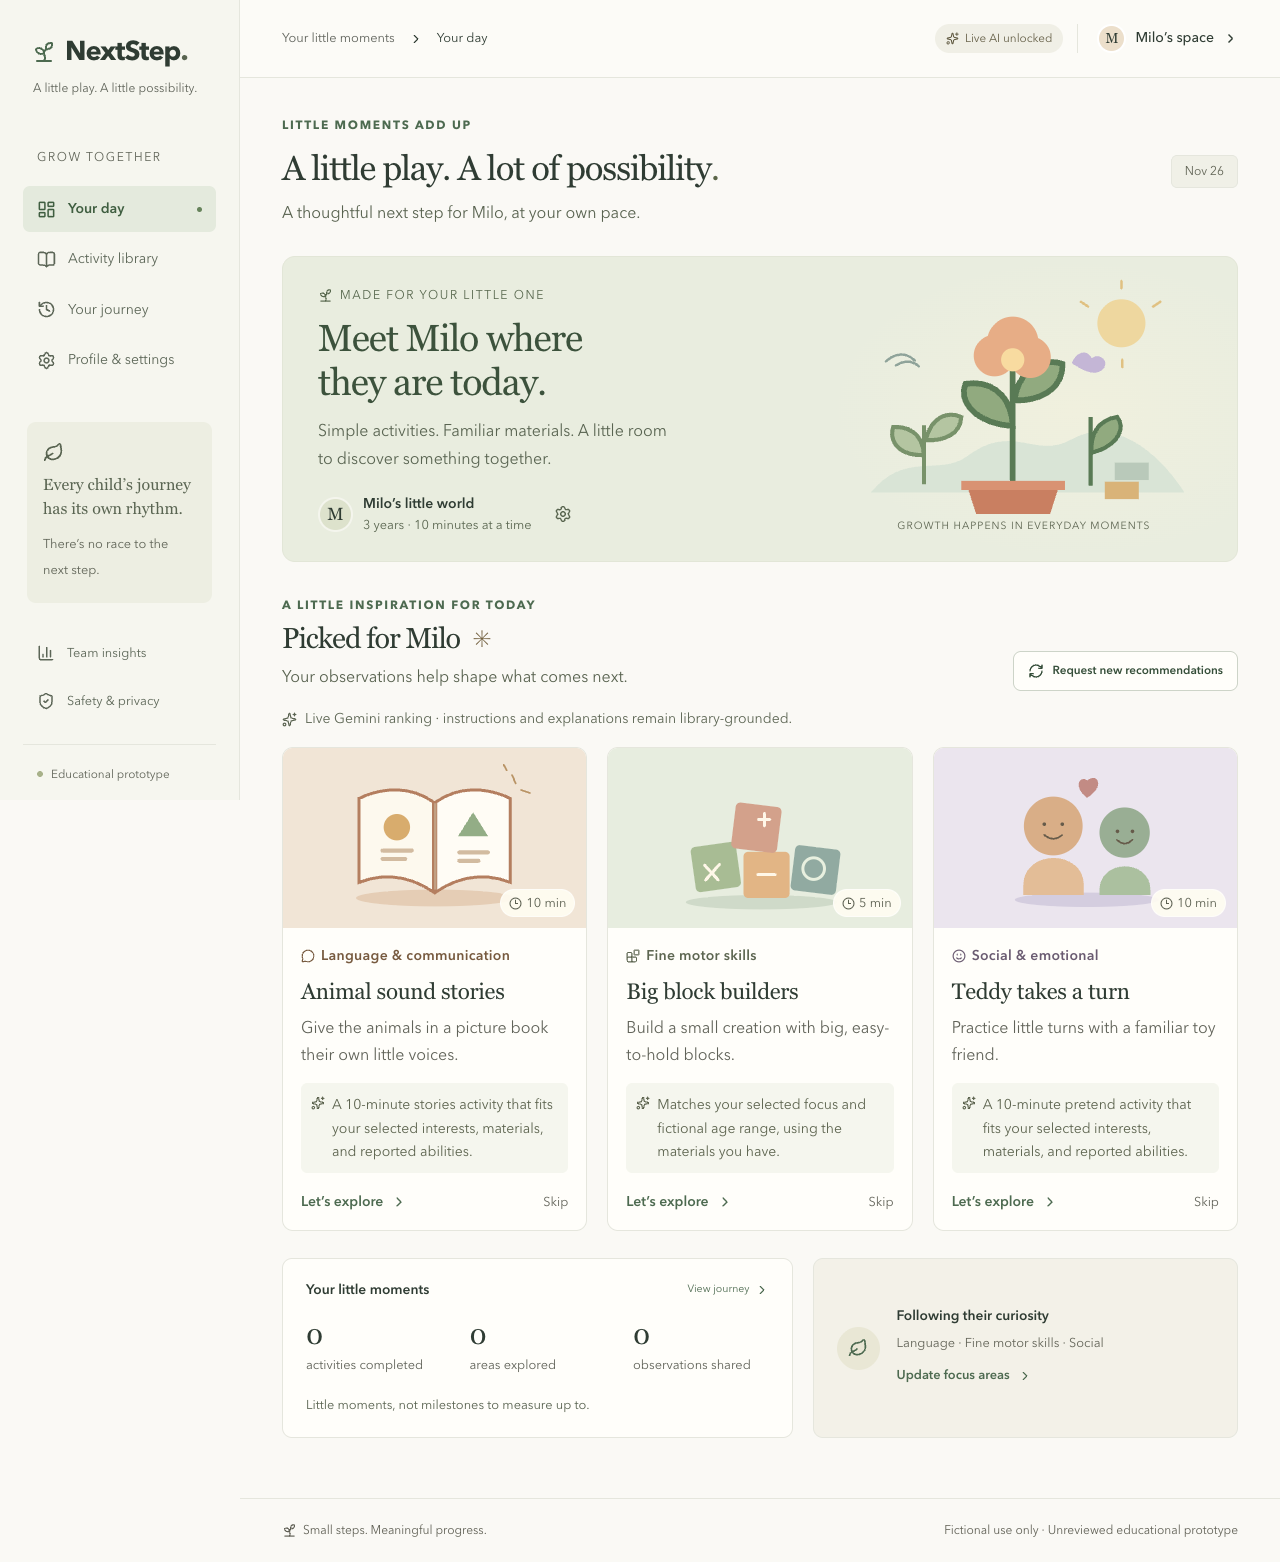 NextStep.
A little play. A little possibility.
GROW TOGETHER
Your day
Activity library
Your journey
Profile & settings
Every child’s journey
has its own rhythm.
There’s no race to the
next step.
Team insights
Safety & privacy
Educational prototype
Your little moments
Your day
Live AI unlocked
M
Milo’s space
LITTLE MOMENTS ADD UP
A little play. A lot of possibility.
Nov 26
A thoughtful next step for Milo, at your own pace.
MADE FOR YOUR LITTLE ONE
Meet Milo where
they are today.
Simple activities. Familiar materials. A little room
to discover something together.
M
Milo’s little world
3 years · 10 minutes at a time
GROWTH HAPPENS IN EVERYDAY MOMENTS
A LITTLE INSPIRATION FOR TODAY
Picked for Milo
Your observations help shape what comes next.
Request new recommendations
Live Gemini ranking · instructions and explanations remain library-grounded.
10 min
Language & communication
Animal sound stories
Give the animals in a picture book
their own little voices.
A 10-minute stories activity that fits
your selected interests, materials,
and reported abilities.
Let’s explore
Skip
5 min
Fine motor skills
Big block builders
Build a small creation with big, easy-
to-hold blocks.
Matches your selected focus and
fictional age range, using the
materials you have.
Let’s explore
Skip
10 min
Social & emotional
Teddy takes a turn
Practice little turns with a familiar toy
friend.
A 10-minute pretend activity that
fits your selected interests,
materials, and reported abilities.
Let’s explore
Skip
Your little moments
View journey
0
activities completed
0
areas explored
0
observations shared
Little moments, not milestones to measure up to.
Following their curiosity
Language · Fine motor skills · Social
Update focus areas
Small steps. Meaningful progress.
Fictional use only · Unreviewed educational prototype